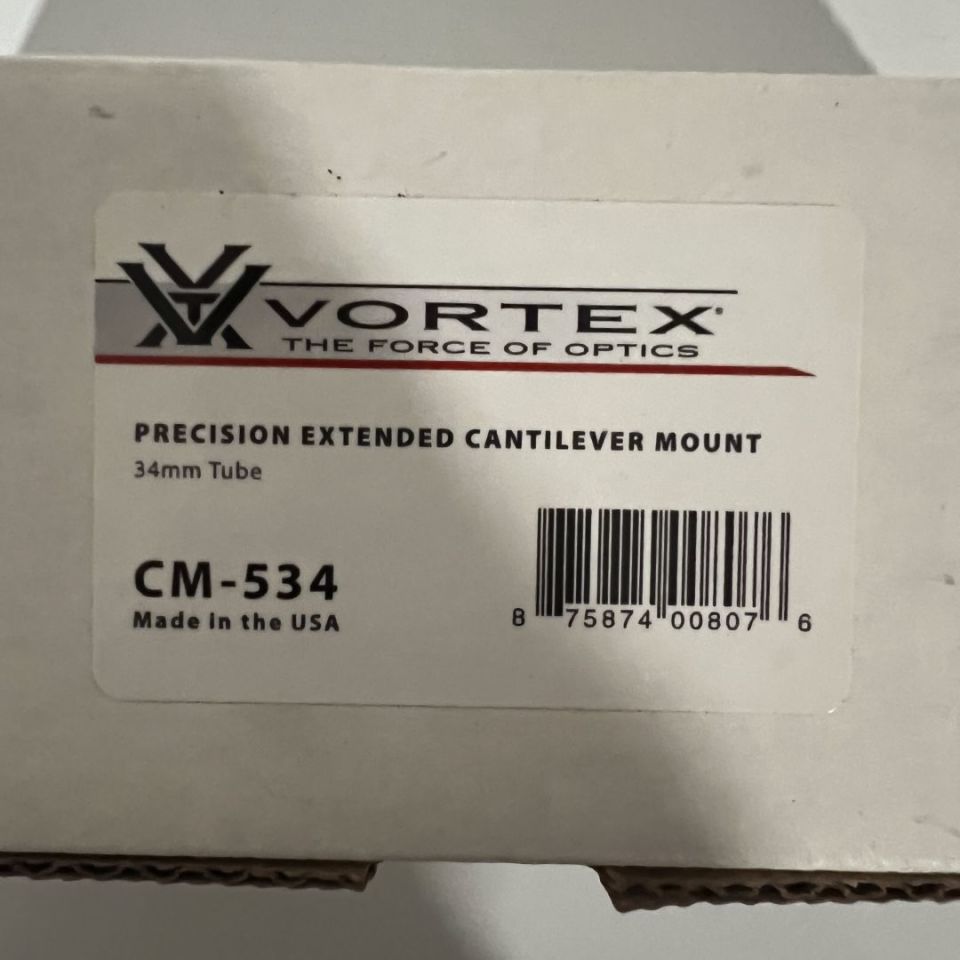 VORTEX®
THE FORCE OF OPTICS
PRECISION EXTENDED CANTILEVER MOUNT
34mm Tube
CM-534
Made in the USA
8 75874 00807 6